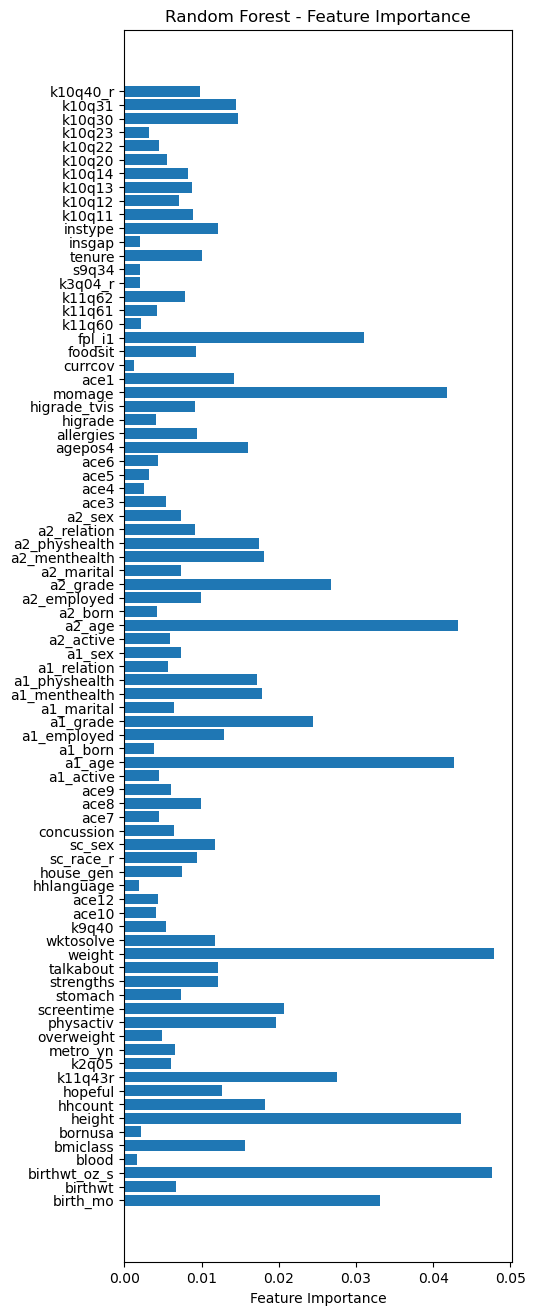 Random Forest - Feature Importance
k10q40_r
k10q31
k10q30
k10q23
k10q22
k10q20
k10q14
k10q13
k10q12
k10q11
instype
insgap
tenure
s9q34
k3q04_r
k11q62
k11q61
k11q60
fpl_i1
foodsit
currcov
ace1
momage
higrade_tvis
higrade
allergies
agepos4
ace6
ace5
ace4
ace3
a2_sex
a2_relation
a2_physhealth
a2_menthealth
a2_marital
a2_grade
a2_employed
a2_born
a2_age
a2_active
a1_sex
a1_relation
a1_physhealth
a1_menthealth
a1_marital
a1_grade
a1_employed
a1_born
a1_age
a1_active
ace9
ace8
ace7
concussion
sc_sex
sc_race_r
house_gen
hhlanguage
ace12
ace10
k9q40
wktosolve
weight
talkabout
strengths
stomach
screentime
physactiv
overweight
metro_yn
k2q05
k11q43r
hopeful
hhcount
height
bornusa
bmiclass
blood
birthwt_oz_s
birthwt
birth_mo
0.00 0.01 0.02 0.03 0.04 0.05
Feature Importance